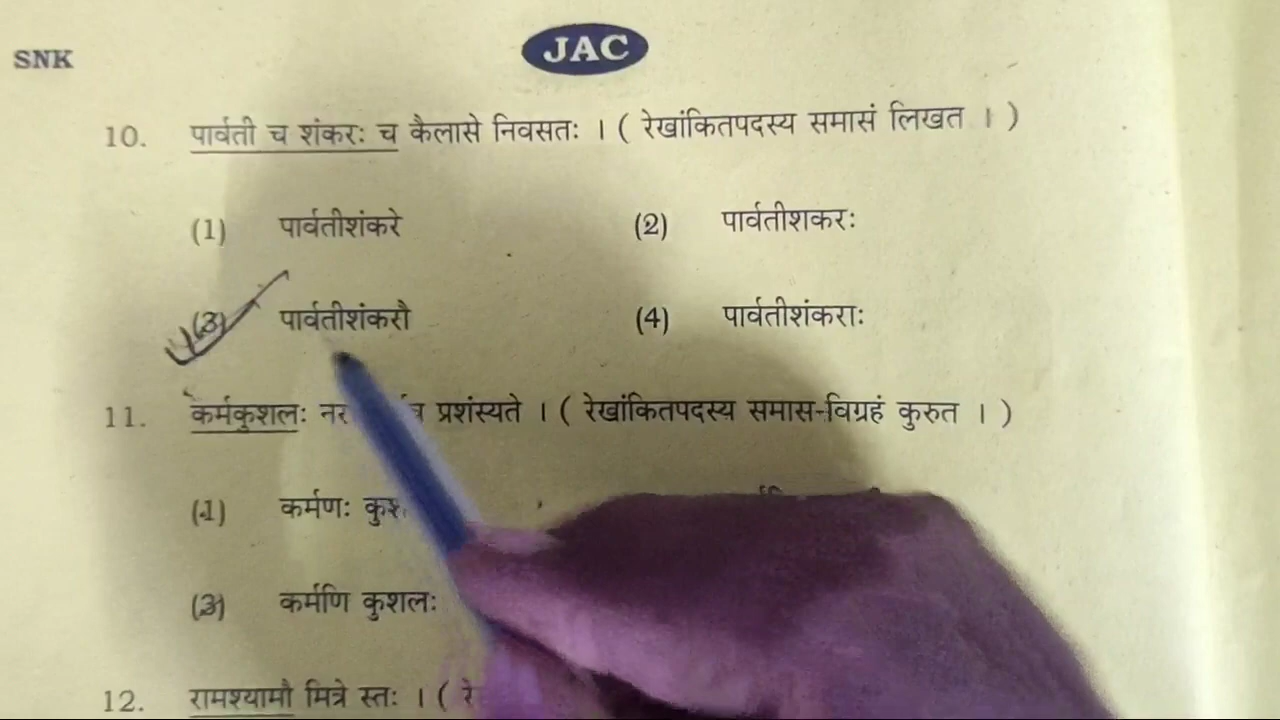 SNK JAC
10. पार्वती च शंकरः च कैलासे निवसतः । ( रेखांकितपदस्य समासं लिखत । )
(1) पार्वतीशंकरे (2) पार्वतीशकरः
(3) पार्वतीशंकरौ (4) पार्वतीशंकराः
11. कर्मकुशलः प्रशंस्यते । ( रेखांकितपदस्य समास-विग्रहं कुरुत । )
(1) कर्मणः
(3) कर्मणि कुशलः
12. रामश्यामौ मित्रे स्तः । (